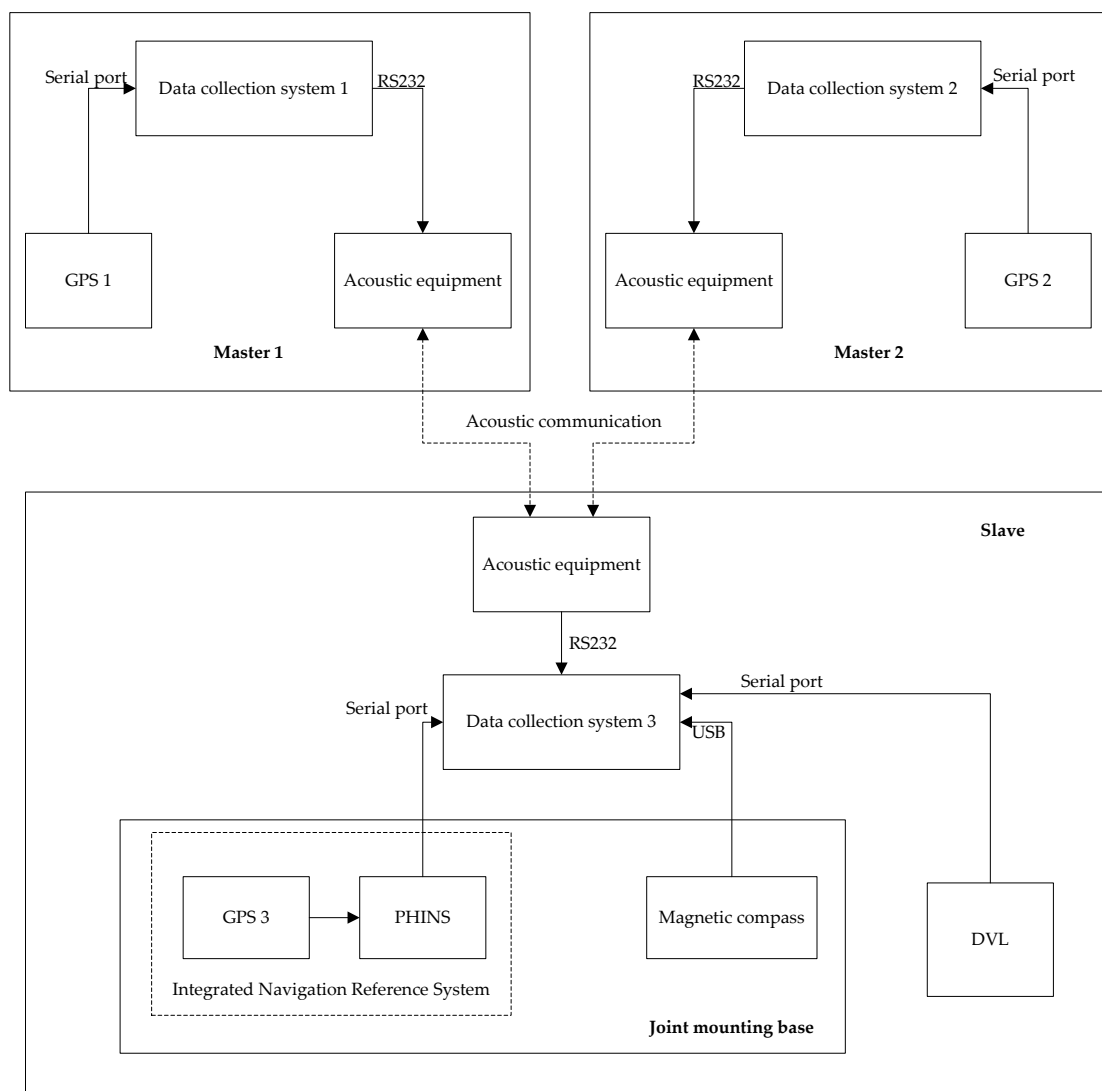 Serial port
Data collection system 1
RS232
GPS 1
Acoustic equipment
Master 1
RS232
Data collection system 2
Serial port
Acoustic equipment
GPS 2
Master 2
Acoustic communication
Slave
Acoustic equipment
RS232
Serial port
Data collection system 3
Serial port
USB
GPS 3
PHINS
Magnetic compass
DVL
Integrated Navigation Reference System
Joint mounting base